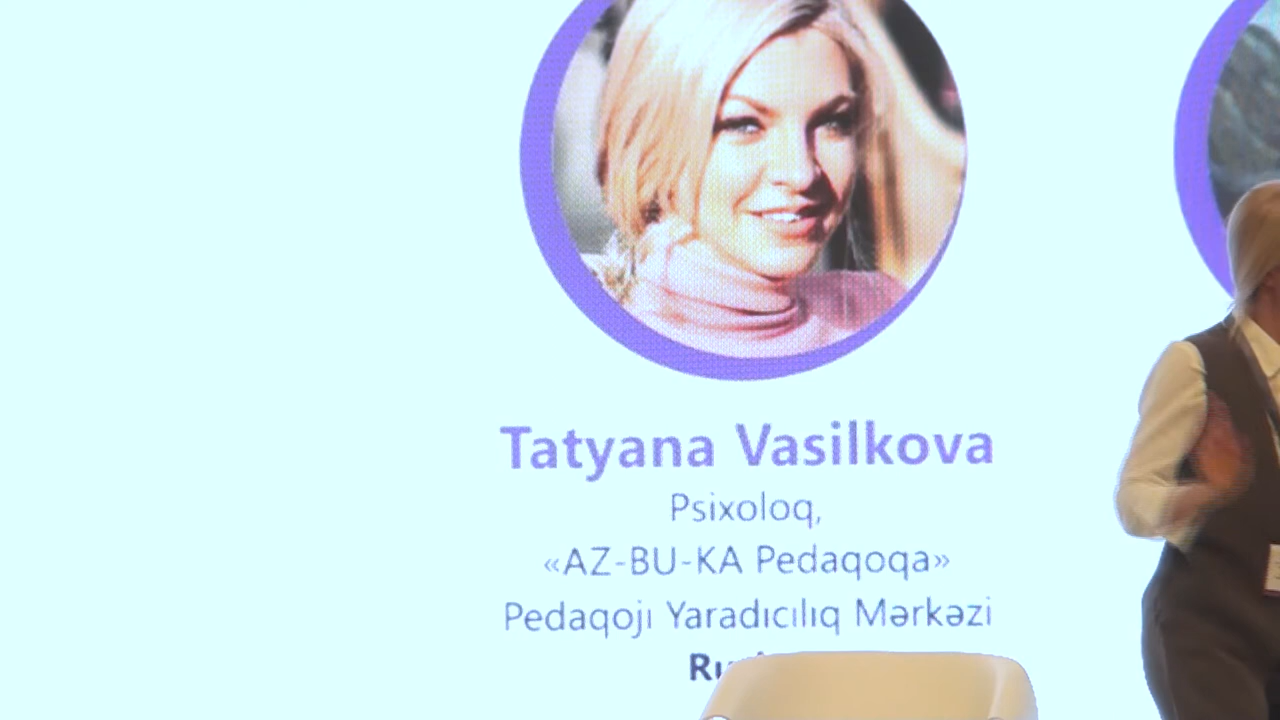 Tatyana Vasilkova
Psixoloq,
«AZ-BU-KA Pedaqoqa»
Pedaqoji Yaradıcılıq Mərkəzi